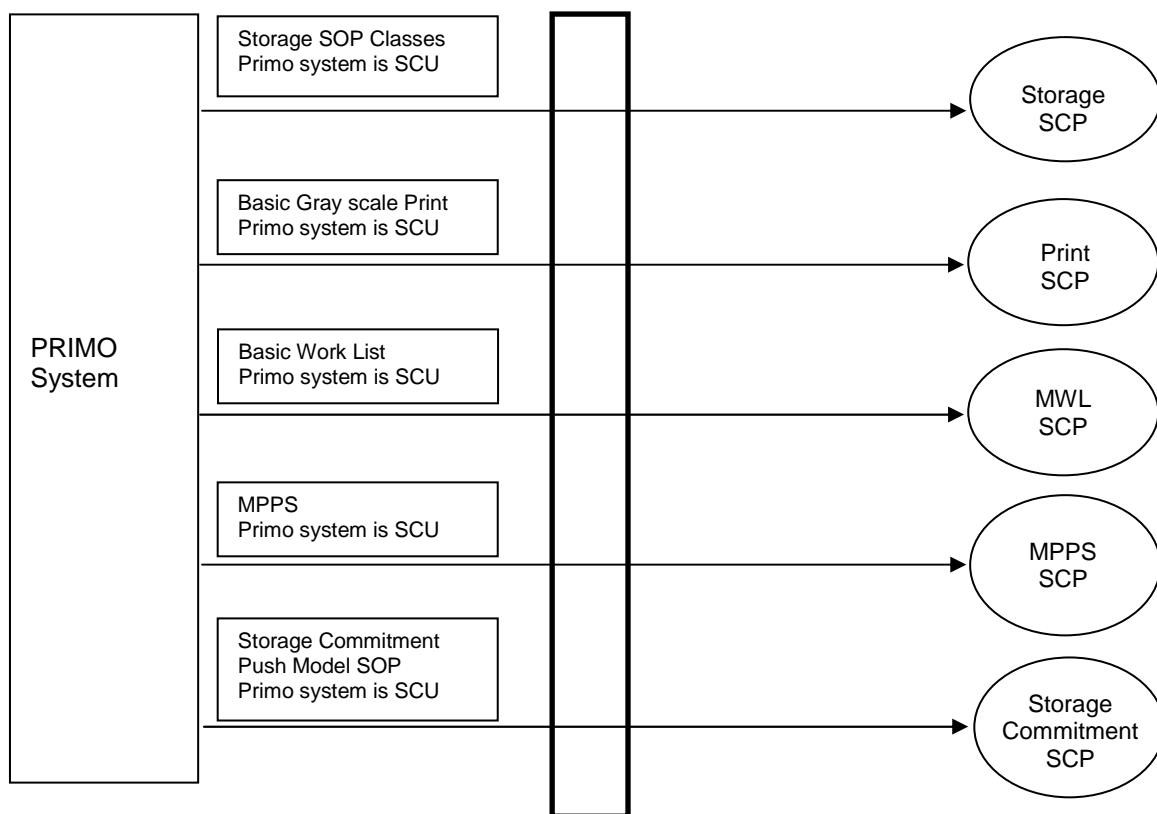 Storage SOP Classes
Primo system is SCU
Storage
SCP
Basic Gray scale Print
Primo system is SCU
Print
SCP
PRIMO
System
Basic Work List
Primo system is SCU
MWL
SCP
MPPS
Primo system is SCU
MPPS
SCP
Storage Commitment
Push Model SOP
Primo system is SCU
Storage
Commitment
SCP